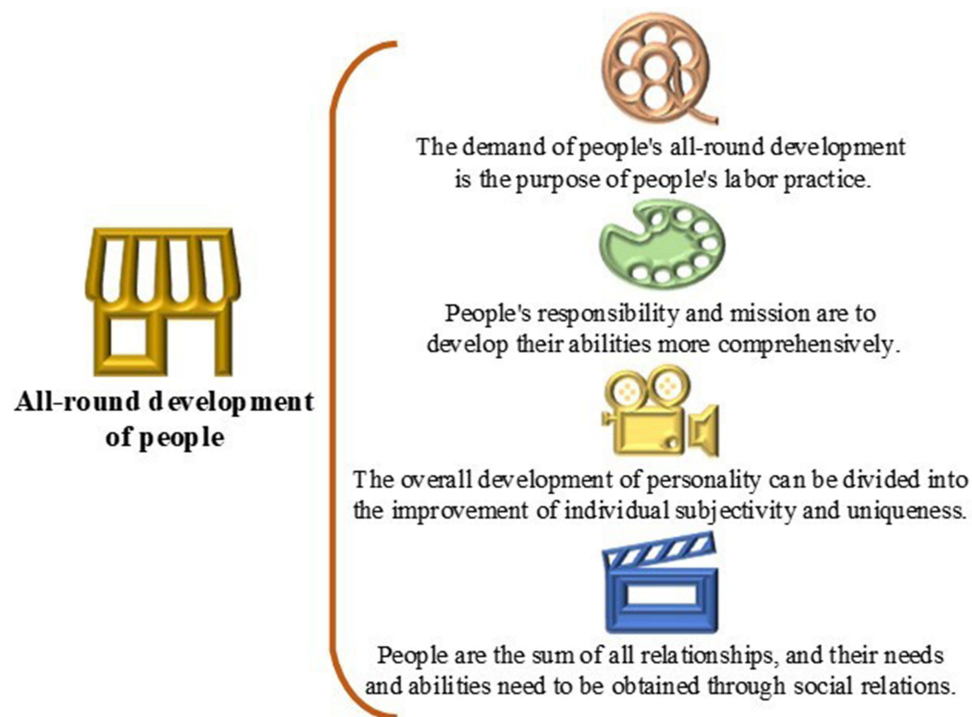 The demand of people's all-round development
is the purpose of people's labor practice.
People's responsibility and mission are to
develop their abilities more comprehensively.
All-round development
of people
The overall development of personality can be divided into
the improvement of individual subjectivity and uniqueness.
People are the sum of all relationships, and their needs
and abilities need to be obtained through social relations.